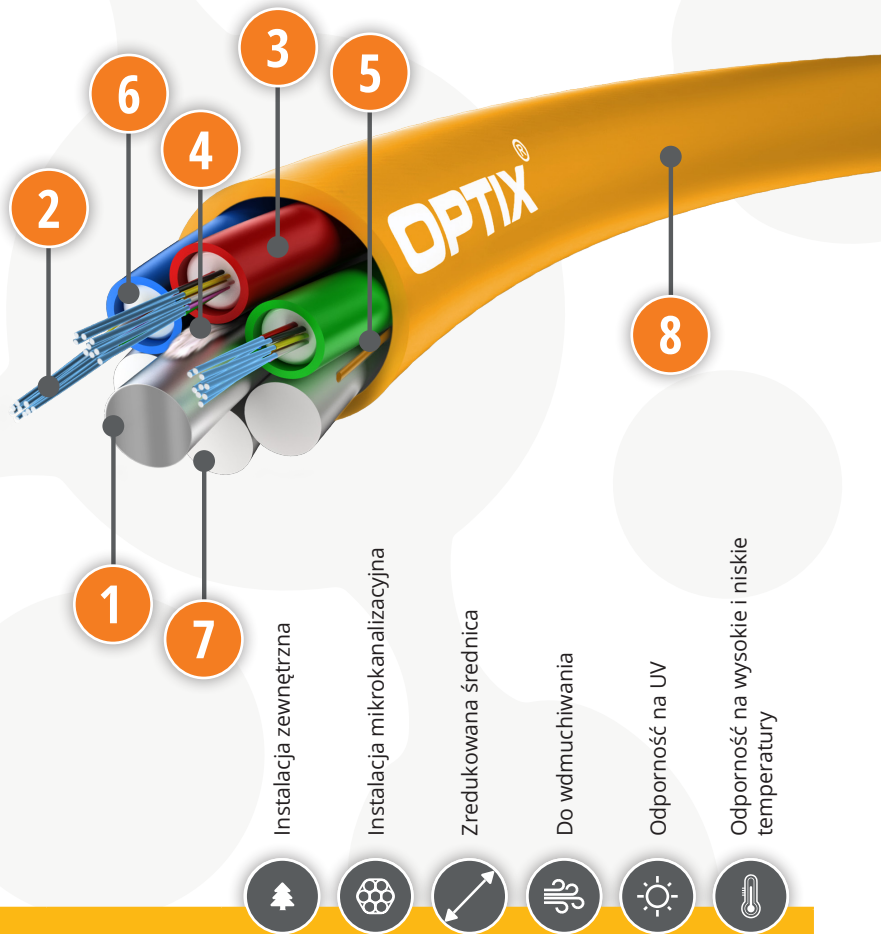 3
5
6
4
2
OPTIX®
8
1
7
Instalacja zewnętrzna
Instalacja mikrokanalizacyjna
Zredukowana średnica
Do wdmuchiwania
Odporność na UV
Odporność na wysokie i niskie
temperatury